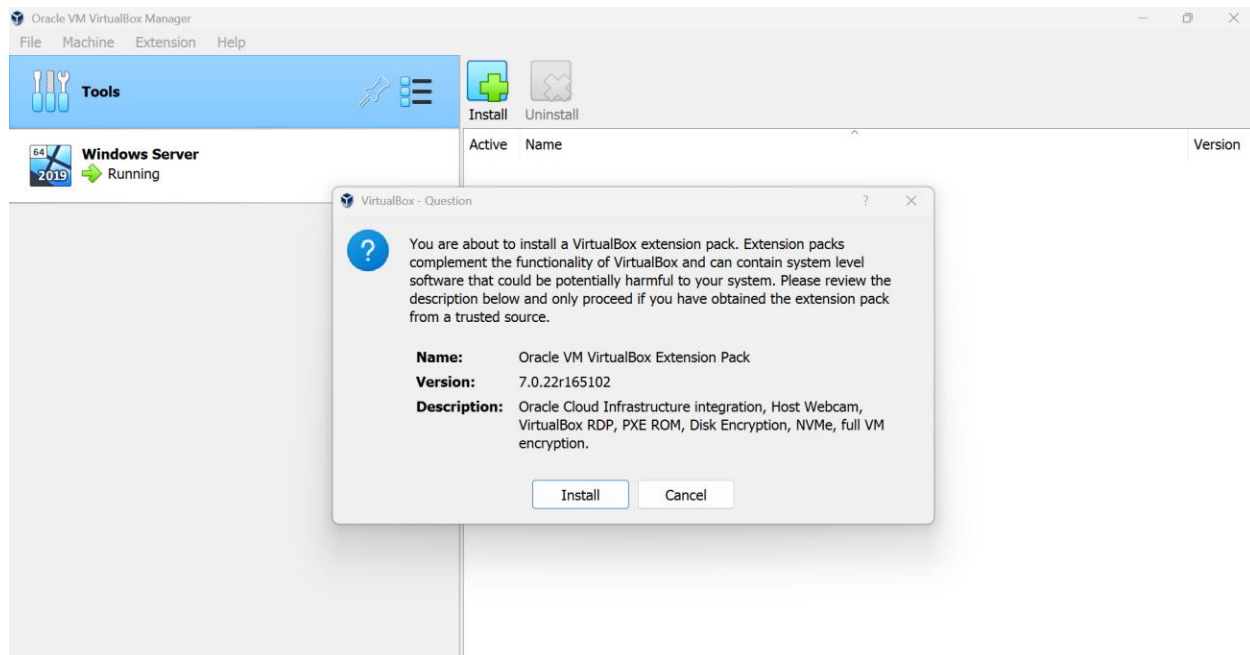 Oracle VM VirtualBox Manager
File Machine Extension Help
Tools
Install Uninstall
Active Name Version
64
2019
Windows Server
Running
VirtualBox - Question
?
?
You are about to install a VirtualBox extension pack. Extension packs
complement the functionality of VirtualBox and can contain system level
software that could be potentially harmful to your system. Please review the
description below and only proceed if you have obtained the extension pack
from a trusted source.
Name: Oracle VM VirtualBox Extension Pack
Version: 7.0.22r165102
Description: Oracle Cloud Infrastructure integration, Host Webcam,
VirtualBox RDP, PXE ROM, Disk Encryption, NVMe, full VM
encryption.
Install Cancel